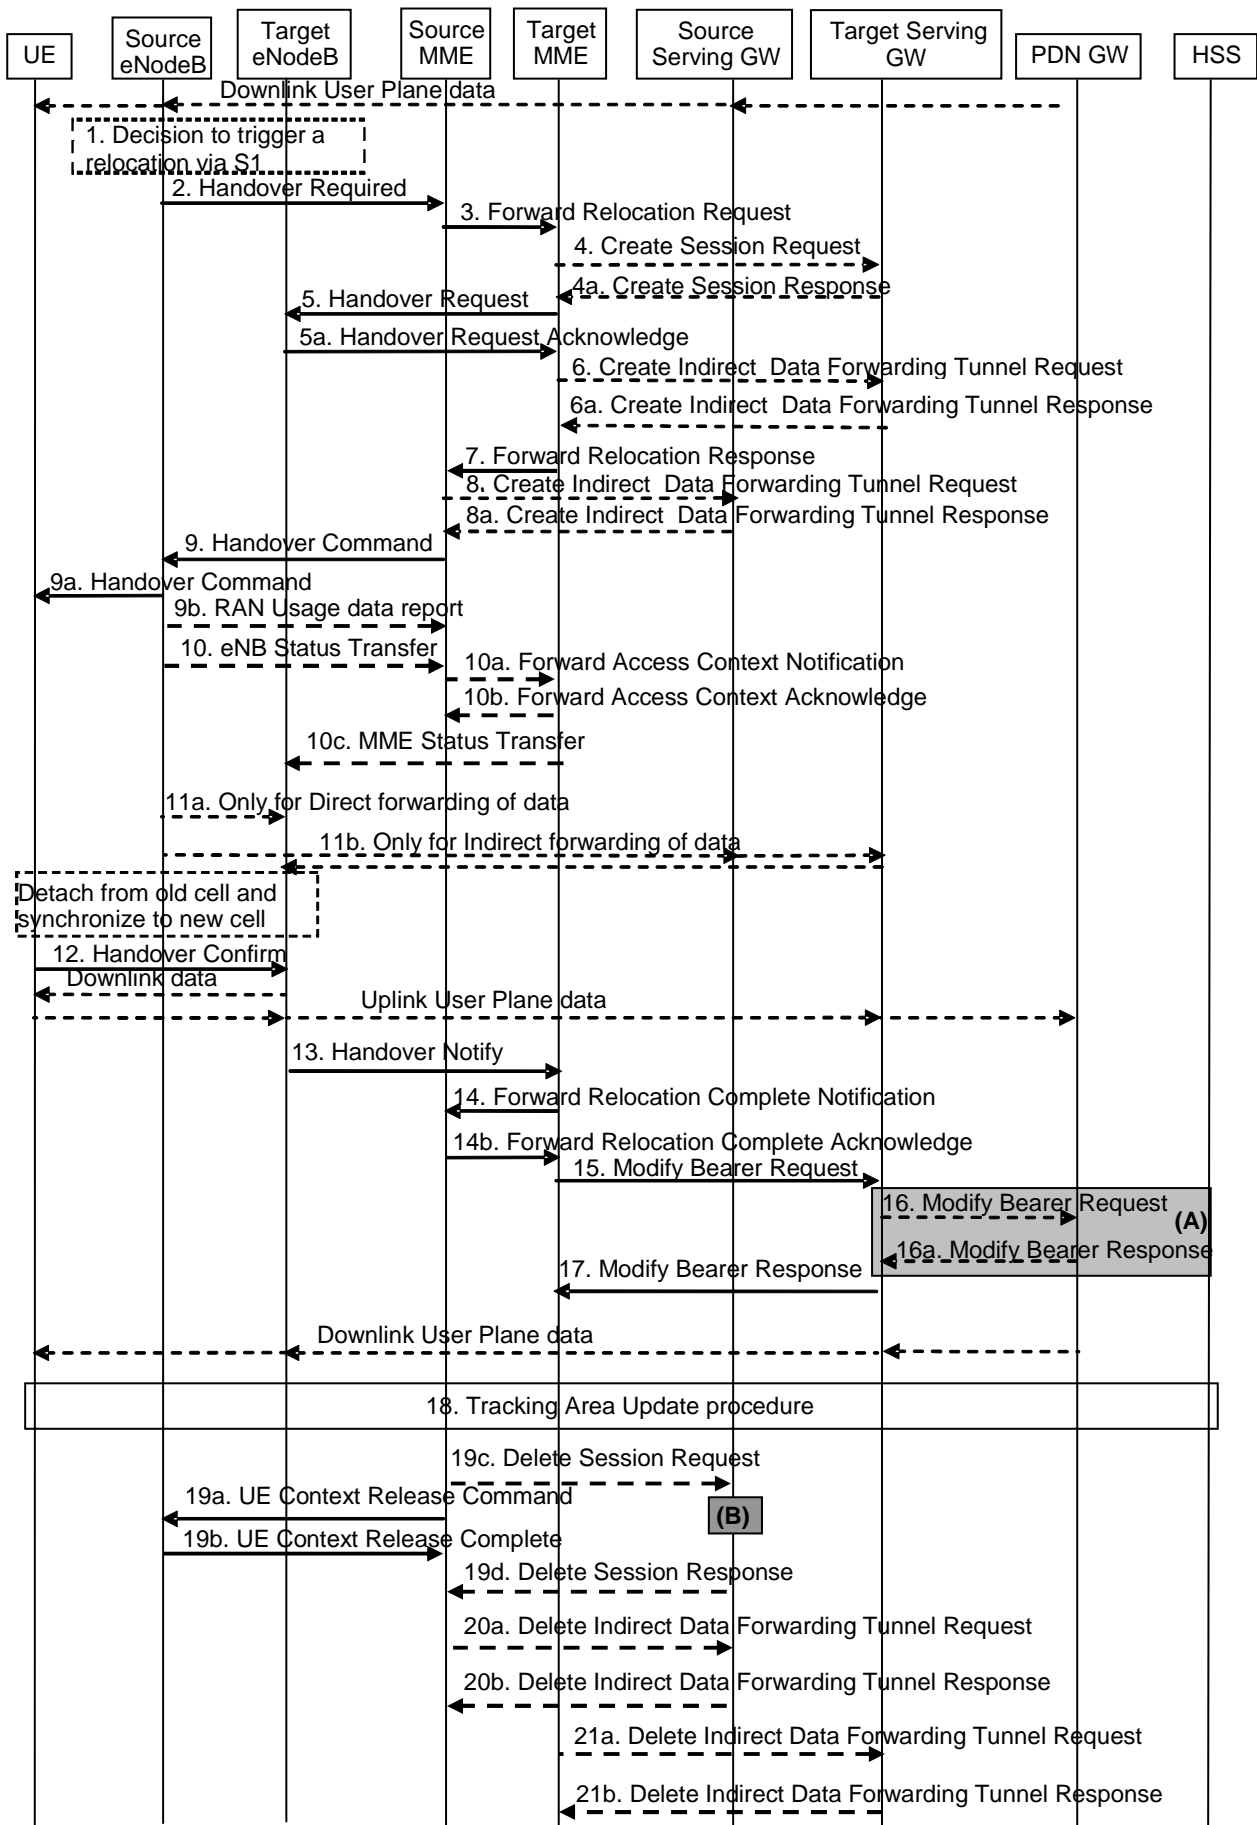 UE
Source
eNodeB
Target
eNodeB
Source
MME
Target
MME
Source
Serving GW
Target Serving
GW
PDN GW
HSS
Downlink User Plane data
1. Decision to trigger a
relocation via S1
2. Handover Required
3. Forward Relocation Request
4. Create Session Request
4a. Create Session Response
5. Handover Request
5a. Handover Request Acknowledge
6. Create Indirect Data Forwarding Tunnel Request
6a. Create Indirect Data Forwarding Tunnel Response
7. Forward Relocation Response
8. Create Indirect Data Forwarding Tunnel Request
8a. Create Indirect Data Forwarding Tunnel Response
9. Handover Command
9a. Handover Command
9b. RAN Usage data report
10. eNB Status Transfer
10a. Forward Access Context Notification
10b. Forward Access Context Acknowledge
10c. MME Status Transfer
11a. Only for Direct forwarding of data
11b. Only for Indirect forwarding of data
Detach from old cell and
synchronize to new cell
12. Handover Confirm
Downlink data
Uplink User Plane data
13. Handover Notify
14. Forward Relocation Complete Notification
14b. Forward Relocation Complete Acknowledge
15. Modify Bearer Request
16. Modify Bearer Request
(A)
16a. Modify Bearer Response
17. Modify Bearer Response
Downlink User Plane data
18. Tracking Area Update procedure
19c. Delete Session Request
19a. UE Context Release Command
(B)
19b. UE Context Release Complete
19d. Delete Session Response
20a. Delete Indirect Data Forwarding Tunnel Request
20b. Delete Indirect Data Forwarding Tunnel Response
21a. Delete Indirect Data Forwarding Tunnel Request
21b. Delete Indirect Data Forwarding Tunnel Response